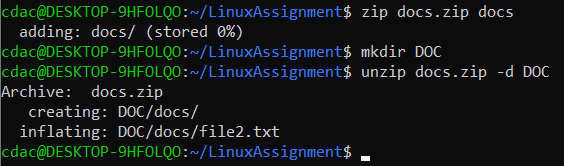 cdac@DESKTOP-9HFOLQO:~/LinuxAssignment$ zip docs.zip docs
  adding: docs/ (stored 0%)
cdac@DESKTOP-9HFOLQO:~/LinuxAssignment$ mkdir DOC
cdac@DESKTOP-9HFOLQO:~/LinuxAssignment$ unzip docs.zip -d DOC
Archive:  docs.zip
   creating: DOC/docs/
  inflating: DOC/docs/file2.txt
cdac@DESKTOP-9HFOLQO:~/LinuxAssignment$